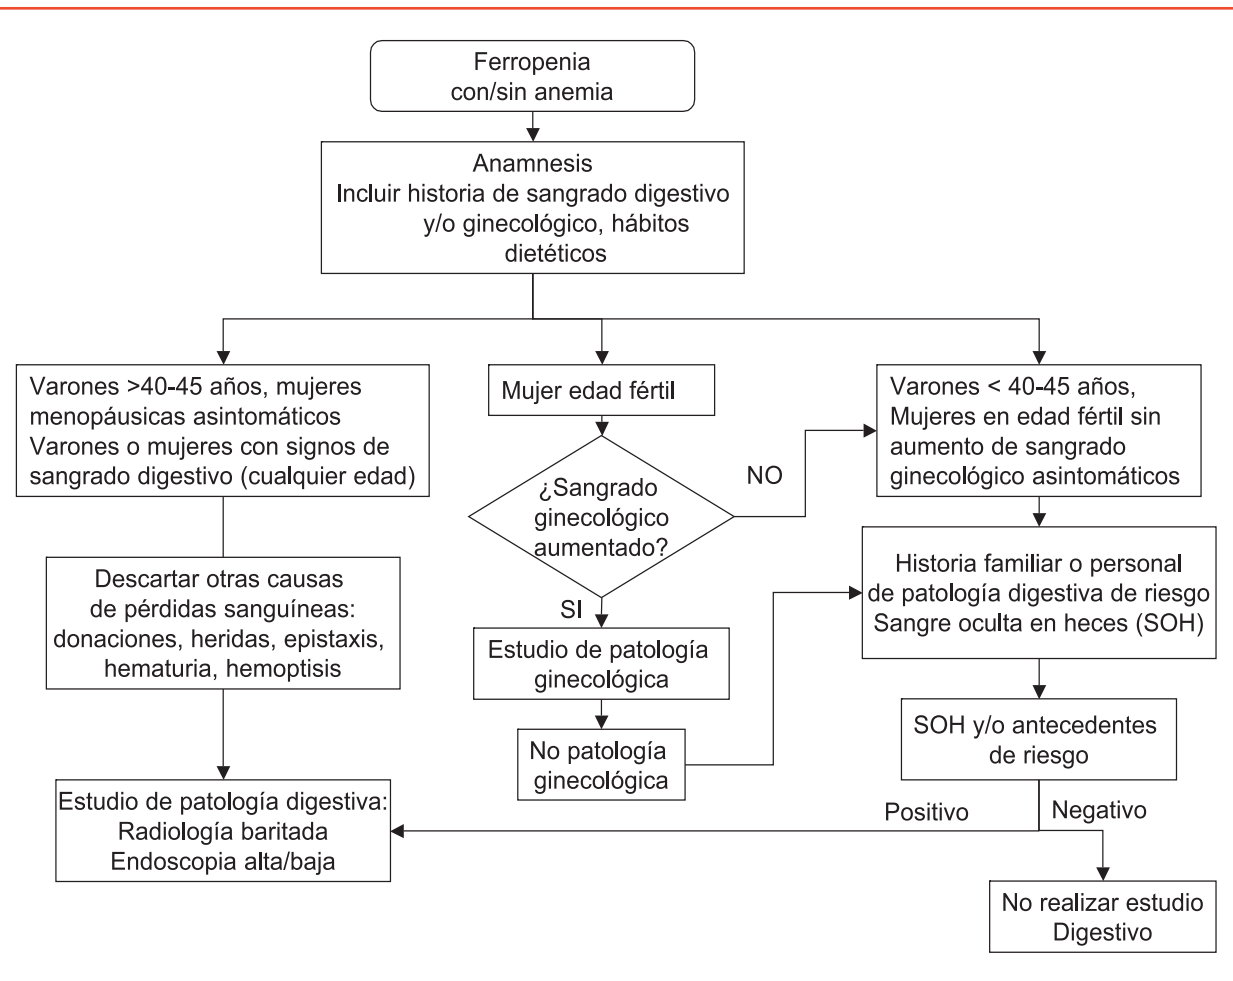 Ferropenia
con/sin anemia
Anamnesis
Incluir historia de sangrado digestivo
y/o ginecológico, hábitos
dietéticos
Varones >40-45 años, mujeres
menopáusicas asintomáticos
Varones o mujeres con signos de
sangrado digestivo (cualquier edad)
Mujer edad fértil
Varones < 40-45 años,
Mujeres en edad fértil sin
aumento de sangrado
ginecológico asintomáticos
¿Sangrado
ginecológico
aumentado?
NO
SI
Descartar otras causas
de pérdidas sanguíneas:
donaciones, heridas, epistaxis,
hematuria, hemoptisis
Historia familiar o personal
de patología digestiva de riesgo
Sangre oculta en heces (SOH)
Estudio de patología
ginecológica
No patología
ginecológica
SOH y/o antecedentes
de riesgo
Positivo
Negativo
Estudio de patología digestiva:
Radiología baritada
Endoscopia alta/baja
No realizar estudio
Digestivo